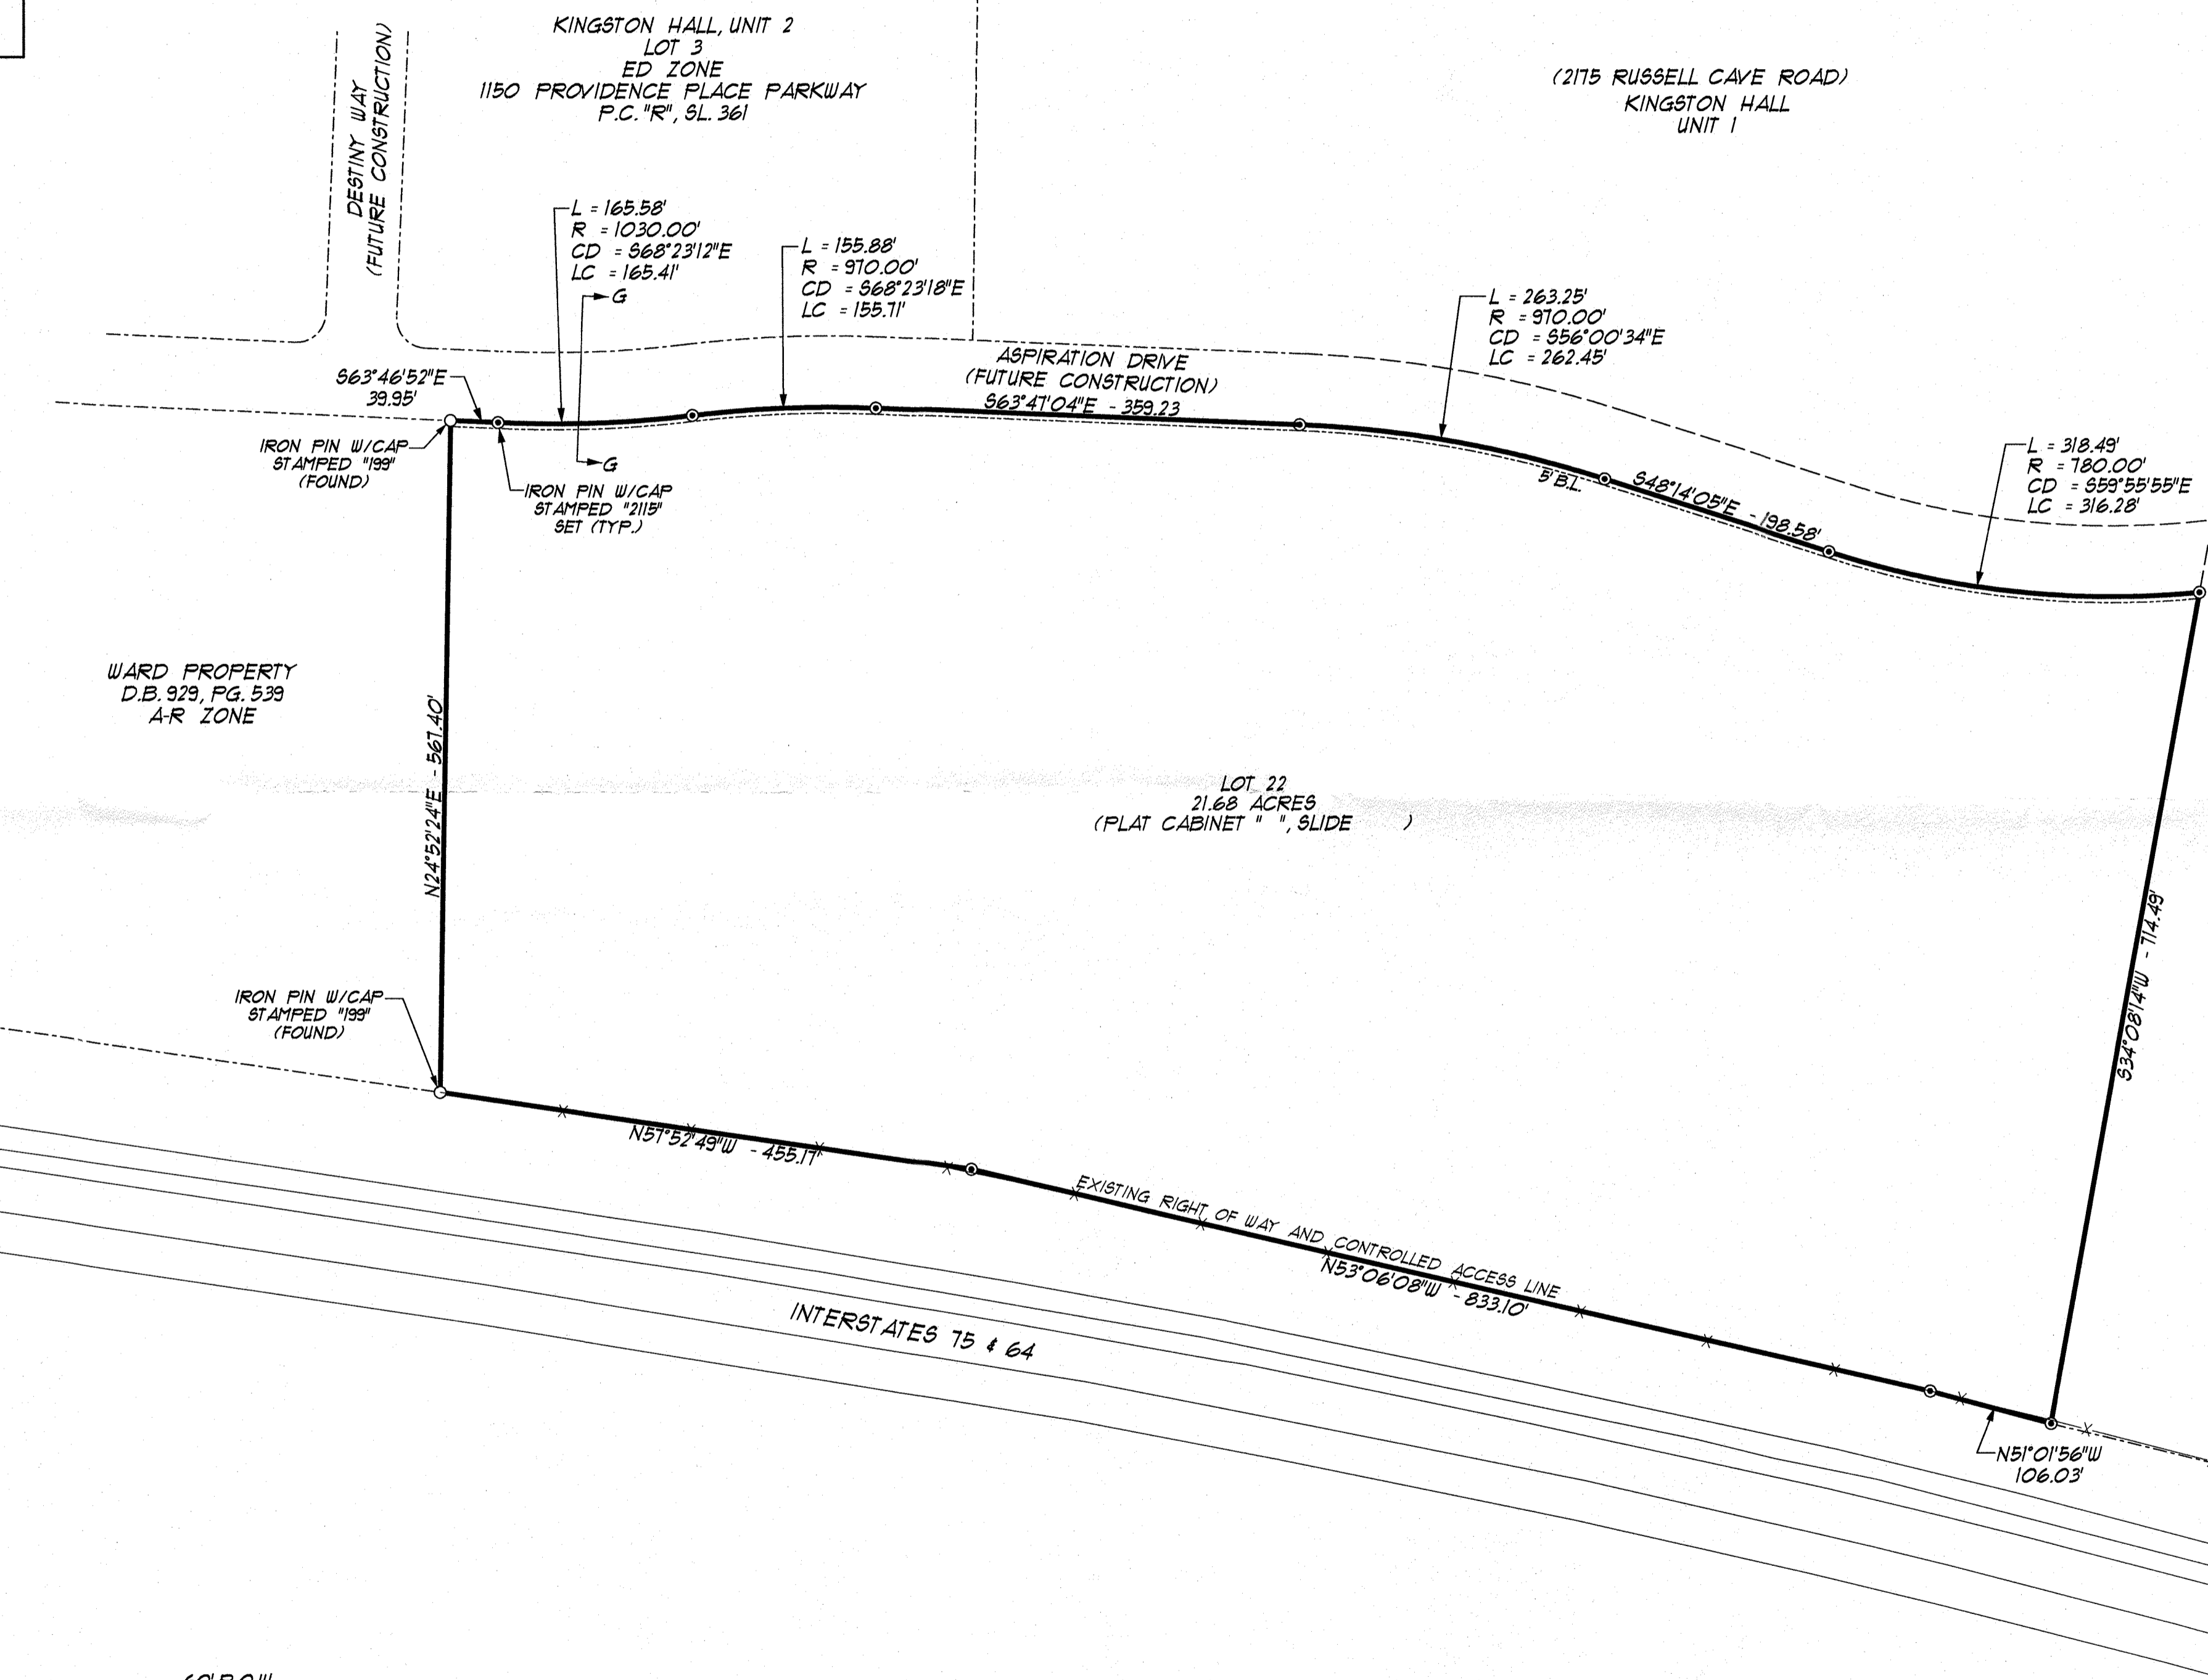 KINGSTON HALL, UNIT 2
LOT 3
ED ZONE
1150 PROVIDENCE PLACE PARKWAY
P.C. "R", SL. 361
(2175 RUSSELL CAVE ROAD)
KINGSTON HALL
UNIT 1
DESTINY WAY
(FUTURE CONSTRUCTION)
L = 165.58'
R = 1030.00'
CD = S68°23'12"E
LC = 165.41'
G
G
L = 155.88'
R = 970.00'
CD = S68°23'18"E
LC = 155.71'
L = 263.25'
R = 970.00'
CD = S56°00'34"E
LC = 262.45'
ASPIRATION DRIVE
(FUTURE CONSTRUCTION)
S63°47'04"E - 359.23
S63°46'52"E
39.95'
IRON PIN W/CAP
STAMPED "199"
(FOUND)
IRON PIN W/CAP
STAMPED "2115"
SET (TYP.)
5' B.L.
S48°14'05"E - 198.58'
L = 318.49'
R = 780.00'
CD = S59°55'55"E
LC = 316.28'
WARD PROPERTY
D.B. 929, PG. 539
A-R ZONE
N24°52'24"E - 567.40'
LOT 22
21.68 ACRES
(PLAT CABINET " ", SLIDE )
S34°08'14"W - 714.49'
IRON PIN W/CAP
STAMPED "199"
(FOUND)
N57°52'49"W - 455.17'
EXISTING RIGHT OF WAY AND CONTROLLED ACCESS LINE
N53°06'08"W - 833.10'
INTERSTATES 75 & 64
N51°01'56"W
106.03'